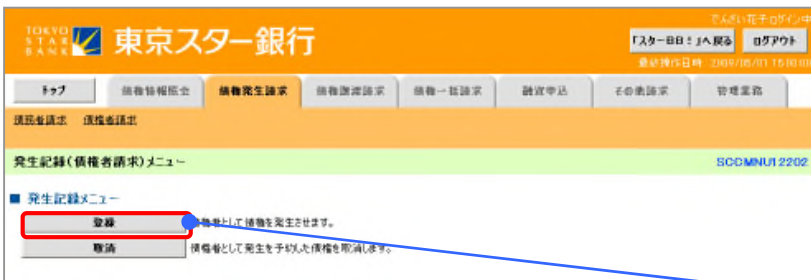 でんさい花子ログイン中
TOKYO STAR BANK 東京スター銀行
「スターBB!」へ戻る ログアウト
最終操作日時 2009/05/01 15:00:00
トップ 債権情報照会 債権発生請求 債権譲渡請求 債権一括請求 融資申込 その他請求 管理業務
債務者請求 債権者請求
発生記録(債権者請求)メニュー SCCMNU12202
■ 発生記録メニュー
登録 債権者として債権を発生させます。
取消 債権者として発生を予約した債権を取消します。